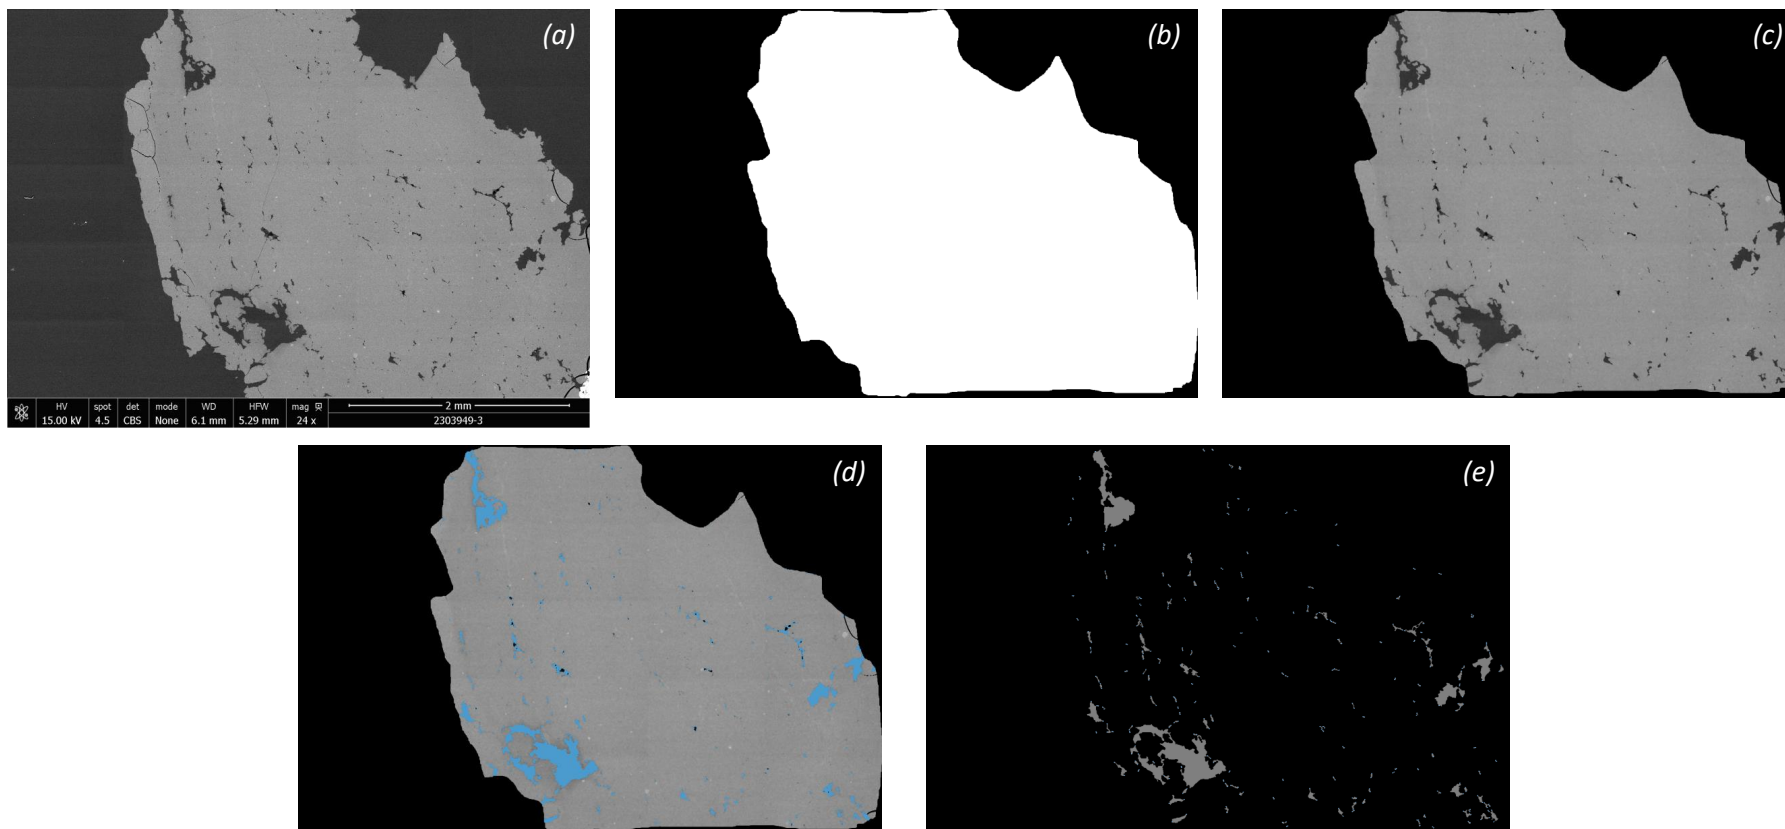 (a)
(b)
(c)
HV spot det mode WD HFW mag 2 mm
15.00 kV 4.5 CBS None 6.1 mm 5.29 mm 24 x 2303949-3
(d)
(e)